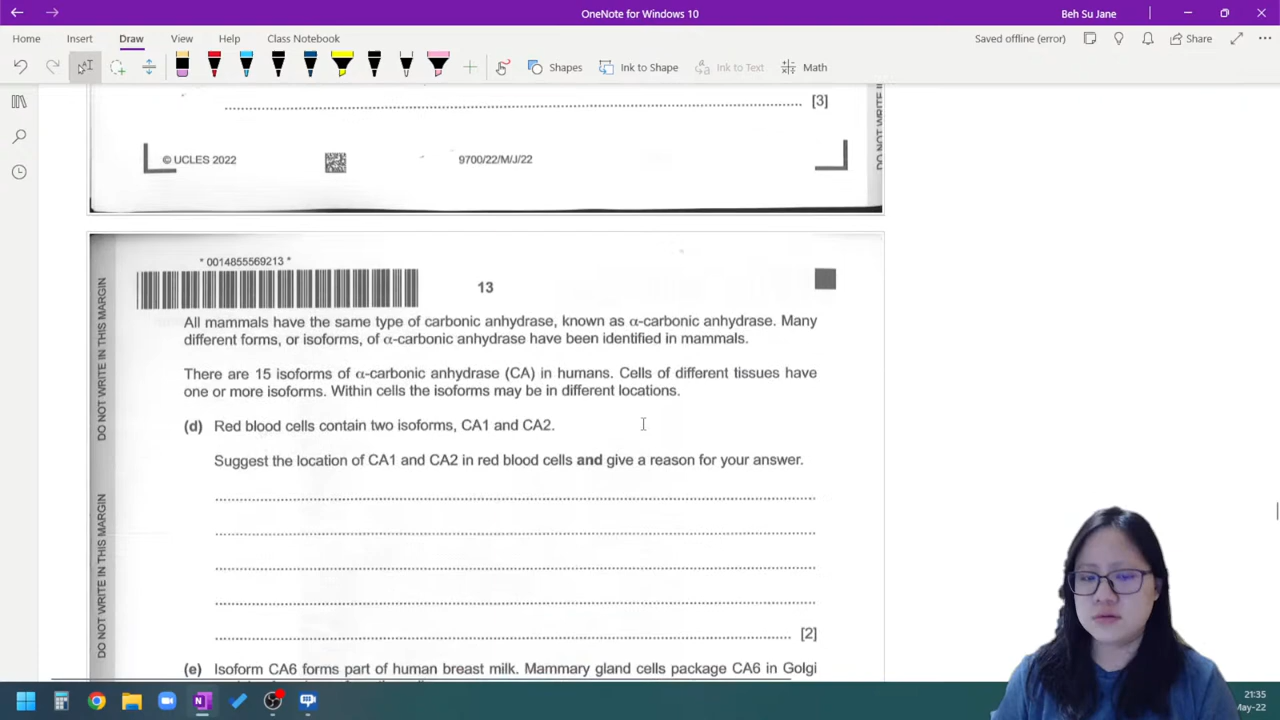 OneNote for Windows 10
Beh Su Jane
Home
Insert
Draw
View
Help
Class Notebook
Saved offline (error)
Share
Shapes
Ink to Shape
Ink to Text
Math
[3]
DO NOT WRITE IN
© UCLES 2022
9700/22/M/J/22
* 0014855569213 *
13
DO NOT WRITE IN THIS MARGIN
All mammals have the same type of carbonic anhydrase, known as α-carbonic anhydrase. Many
different forms, or isoforms, of α-carbonic anhydrase have been identified in mammals.
There are 15 isoforms of α-carbonic anhydrase (CA) in humans. Cells of different tissues have
one or more isoforms. Within cells the isoforms may be in different locations.
(d) Red blood cells contain two isoforms, CA1 and CA2.
Suggest the location of CA1 and CA2 in red blood cells and give a reason for your answer.
DO NOT WRITE IN THIS MARGIN
[2]
(e) Isoform CA6 forms part of human breast milk. Mammary gland cells package CA6 in Golgi
21:35
May-22